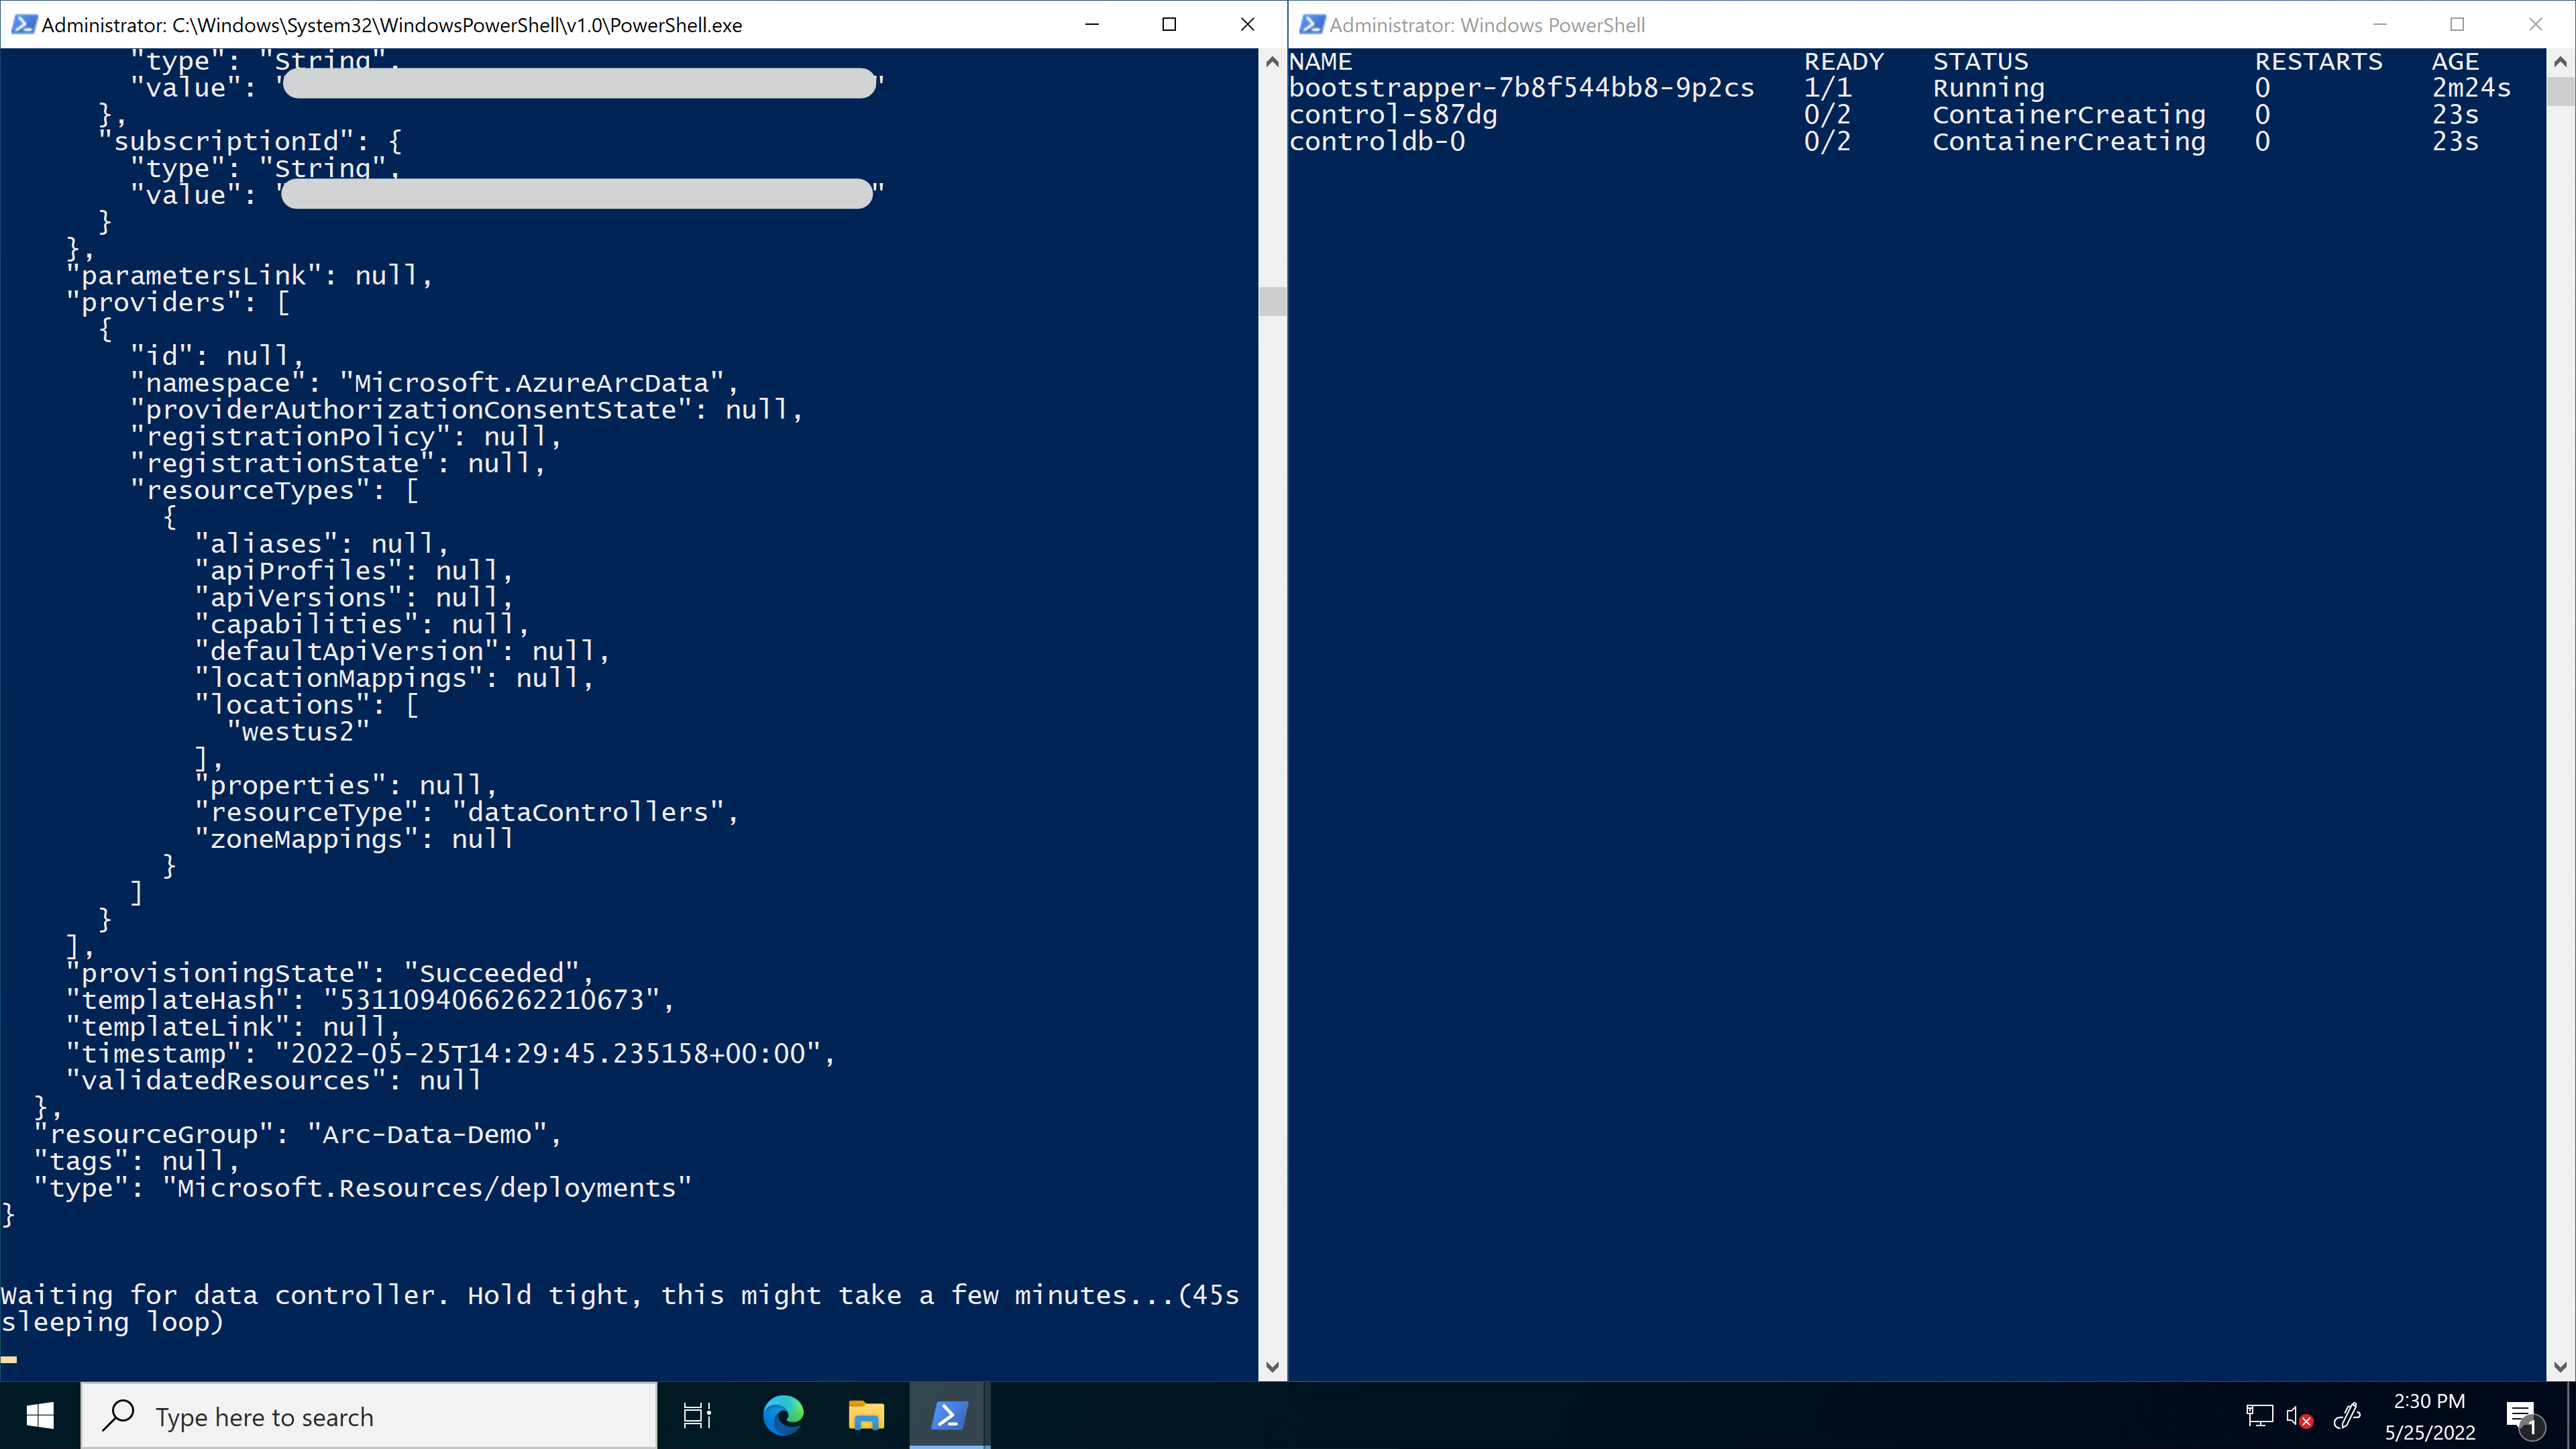 Administrator: C:\Windows\System32\WindowsPowerShell\v1.0\PowerShell.exe
"type": "String",
"value": " "
},
"subscriptionId": {
"type": "String",
"value": " "
}
},
"parametersLink": null,
"providers": [
{
"id": null,
"namespace": "Microsoft.AzureArcData",
"providerAuthorizationConsentState": null,
"registrationPolicy": null,
"registrationState": null,
"resourceTypes": [
{
"aliases": null,
"apiProfiles": null,
"apiVersions": null,
"capabilities": null,
"defaultApiVersion": null,
"locationMappings": null,
"locations": [
"westus2"
],
"properties": null,
"resourceType": "dataControllers",
"zoneMappings": null
}
]
}
],
"provisioningState": "Succeeded",
"templateHash": "5311094066262210673",
"templateLink": null,
"timestamp": "2022-05-25T14:29:45.235158+00:00",
"validatedResources": null
},
"resourceGroup": "Arc-Data-Demo",
"tags": null,
"type": "Microsoft.Resources/deployments"
}
Waiting for data controller. Hold tight, this might take a few minutes...(45s
sleeping loop)
Administrator: Windows PowerShell
NAME READY STATUS RESTARTS AGE
bootstrapper-7b8f544bb8-9p2cs 1/1 Running 0 2m24s
control-s87dg 0/2 ContainerCreating 0 23s
controldb-0 0/2 ContainerCreating 0 23s
Type here to search
2:30 PM
5/25/2022
1